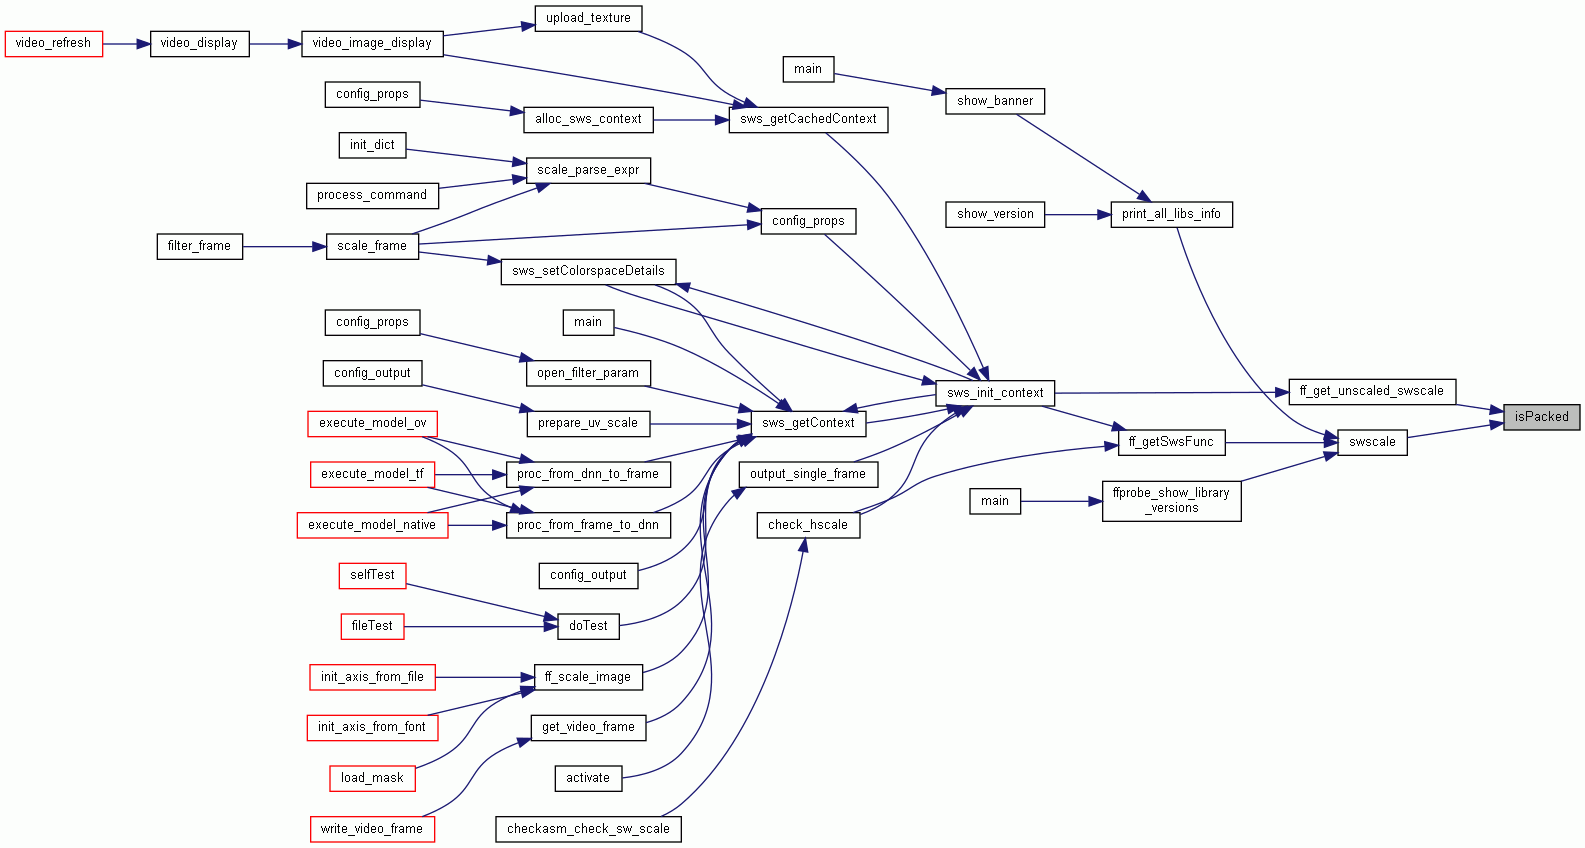 upload_texture
video_refresh
video_display
video_image_display
main
config_props
show_banner
alloc_sws_context
sws_getCachedContext
init_dict
scale_parse_expr
process_command
config_props
show_version
print_all_libs_info
filter_frame
scale_frame
sws_setColorspaceDetails
config_props
main
config_output
open_filter_param
sws_init_context
ff_get_unscaled_swscale
isPacked
execute_model_ov
prepare_uv_scale
sws_getContext
ff_getSwsFunc
swscale
execute_model_tf
proc_from_dnn_to_frame
output_single_frame
main
ffprobe_show_library
_versions
execute_model_native
proc_from_frame_to_dnn
check_hscale
selfTest
config_output
fileTest
doTest
init_axis_from_file
ff_scale_image
init_axis_from_font
get_video_frame
load_mask
activate
write_video_frame
checkasm_check_sw_scale